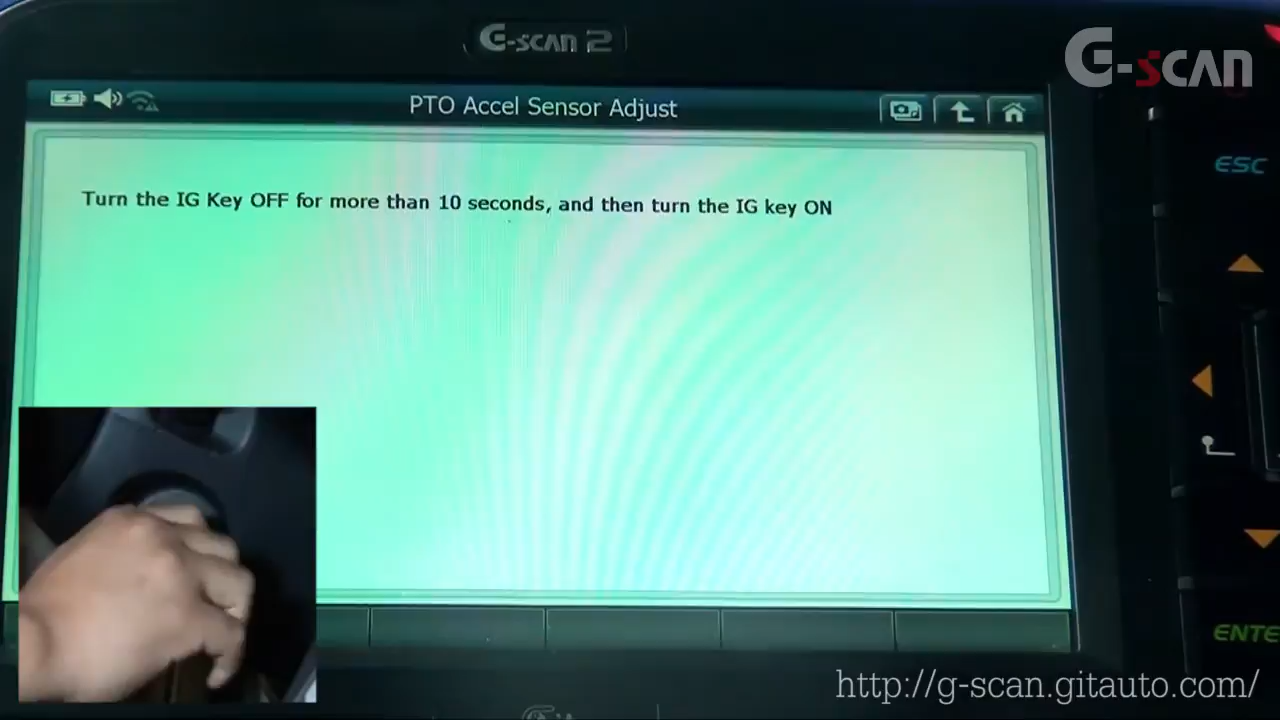 G-SCAN 2
G-SCAN
PTO Accel Sensor Adjust
ESC
Turn the IG Key OFF for more than 10 seconds, and then turn the IG key ON
ENTE
http://g-scan.gitauto.com/